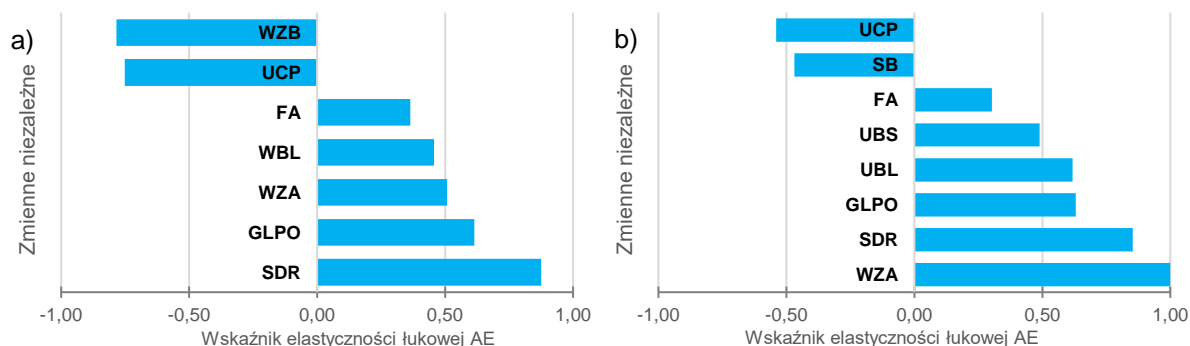 a)
Zmienne niezależne
WZB
UCP
FA
WBL
WZA
GLPO
SDR
-1,00 -0,50 0,00 0,50 1,00
Wskaźnik elastyczności łukowej AE
b)
Zmienne niezależne
UCP
SB
FA
UBS
UBL
GLPO
SDR
WZA
-1,00 -0,50 0,00 0,50 1,00
Wskaźnik elastyczności łukowej AE